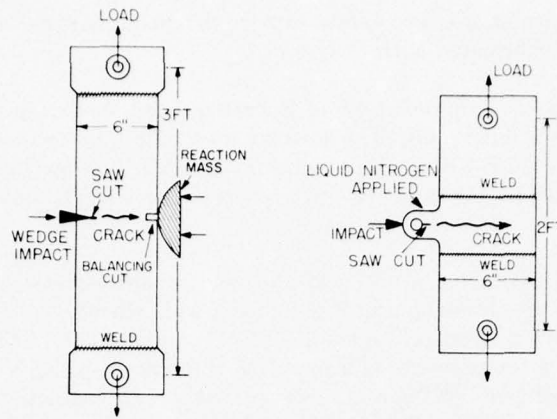 LOAD
3FT
6"
REACTION
MASS
SAW
CUT
WEDGE
IMPACT
CRACK
BALANCING
CUT
WELD
LOAD
LIQUID NITROGEN
APPLIED
WELD
IMPACT
CRACK
SAW CUT
2FT
WELD
6"